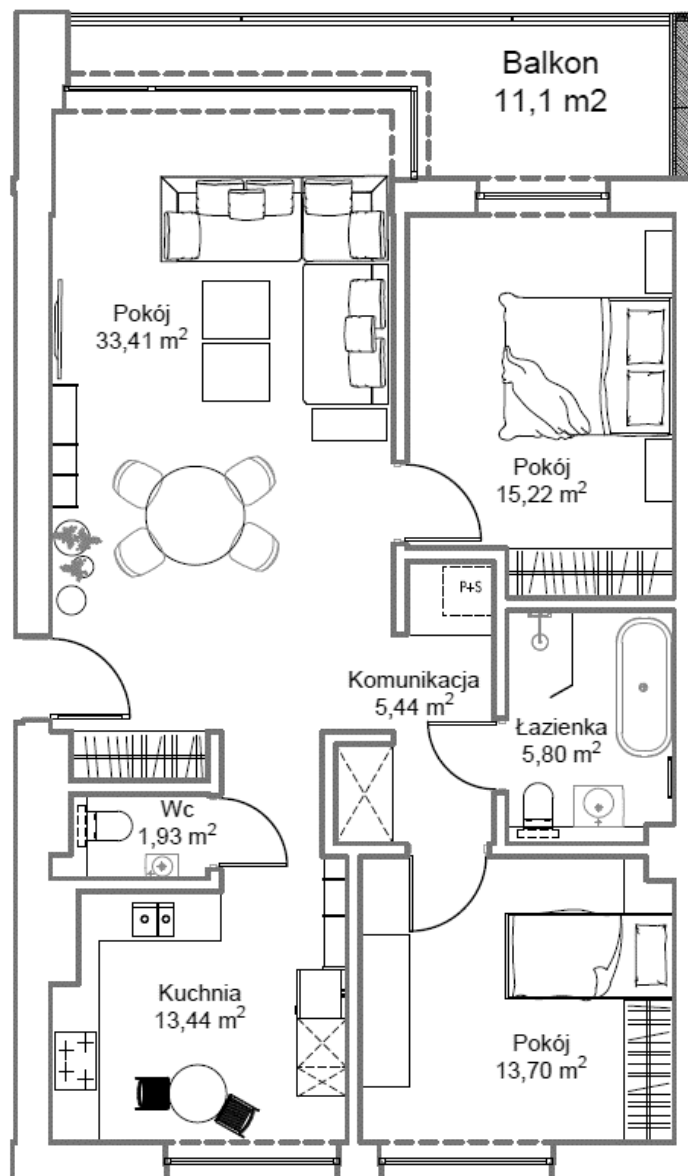 Balkon
11,1 m2
Pokój
33,41 m²
Pokój
15,22 m²
P+S
Komunikacja
5,44 m²
Łazienka
5,80 m²
Wc
1,93 m²
Kuchnia
13,44 m²
Pokój
13,70 m²